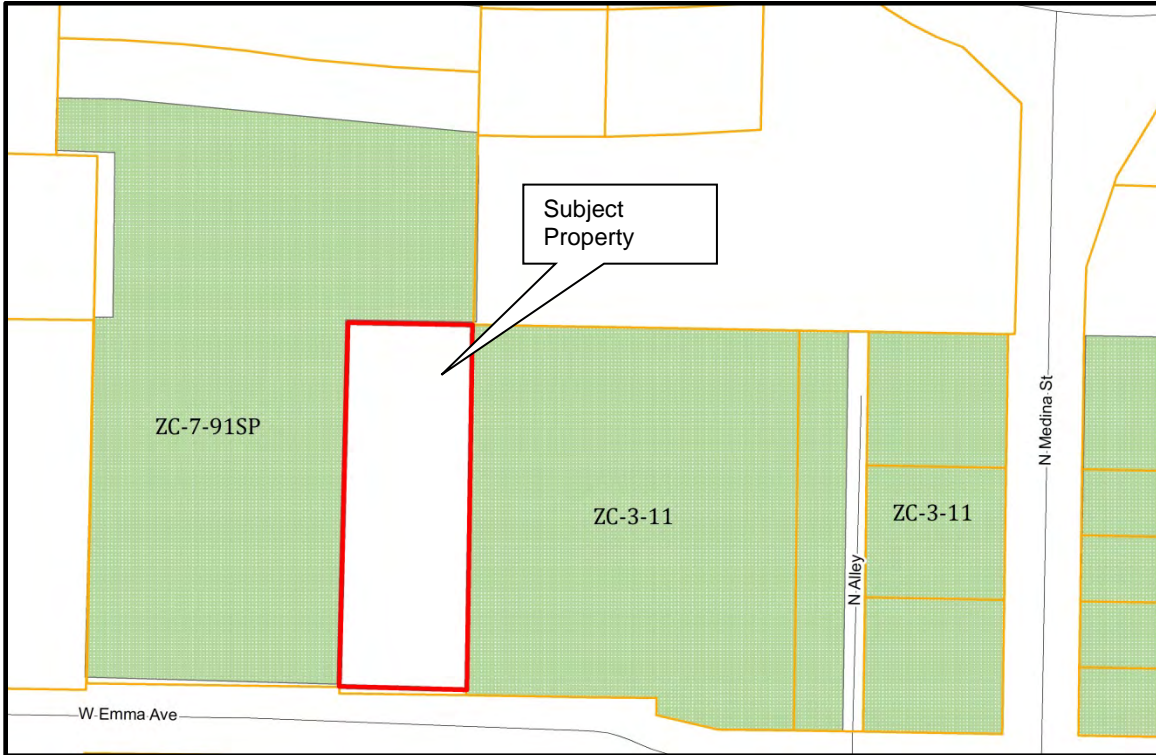 Subject
Property
ZC-7-91SP
ZC-3-11
ZC-3-11
N Medina St
N Alley
W Emma Ave